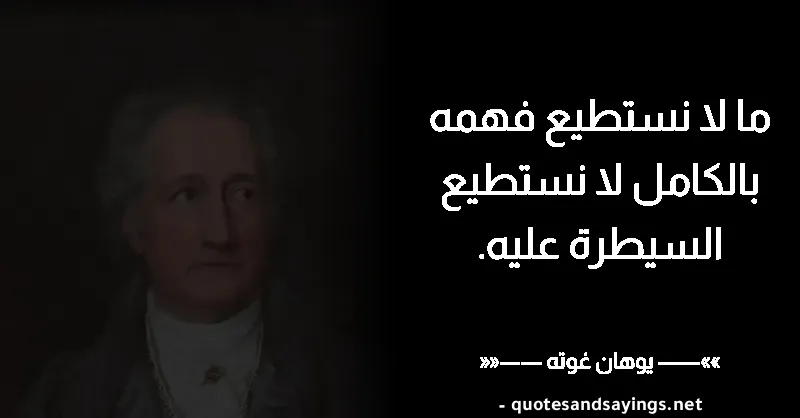 ما لا نستطيع فهمه
بالكامل لا نستطيع
السيطرة عليه.
»»—— يوهان غوته ——««
- quotesandsayings.net